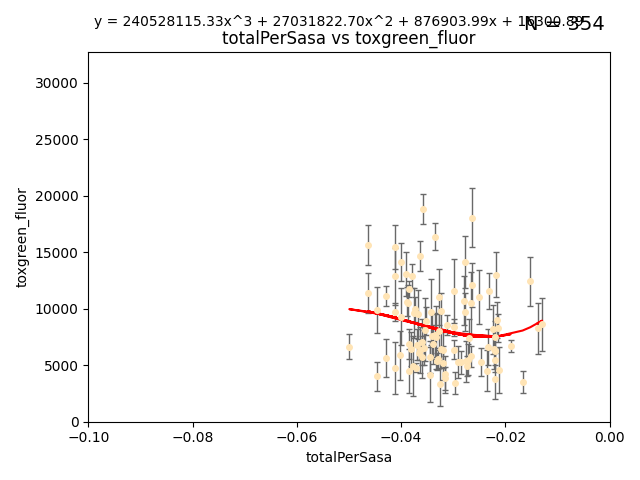 y = 240528115.33x^3 + 27031822.70x^2 + 876903.99x + 16300.89
N = 354
totalPerSasa vs toxgreen_fluor
30000
25000
20000
15000
10000
5000
0
toxgreen_fluor
−0.10 −0.08 −0.06 −0.04 −0.02 0.00
totalPerSasa